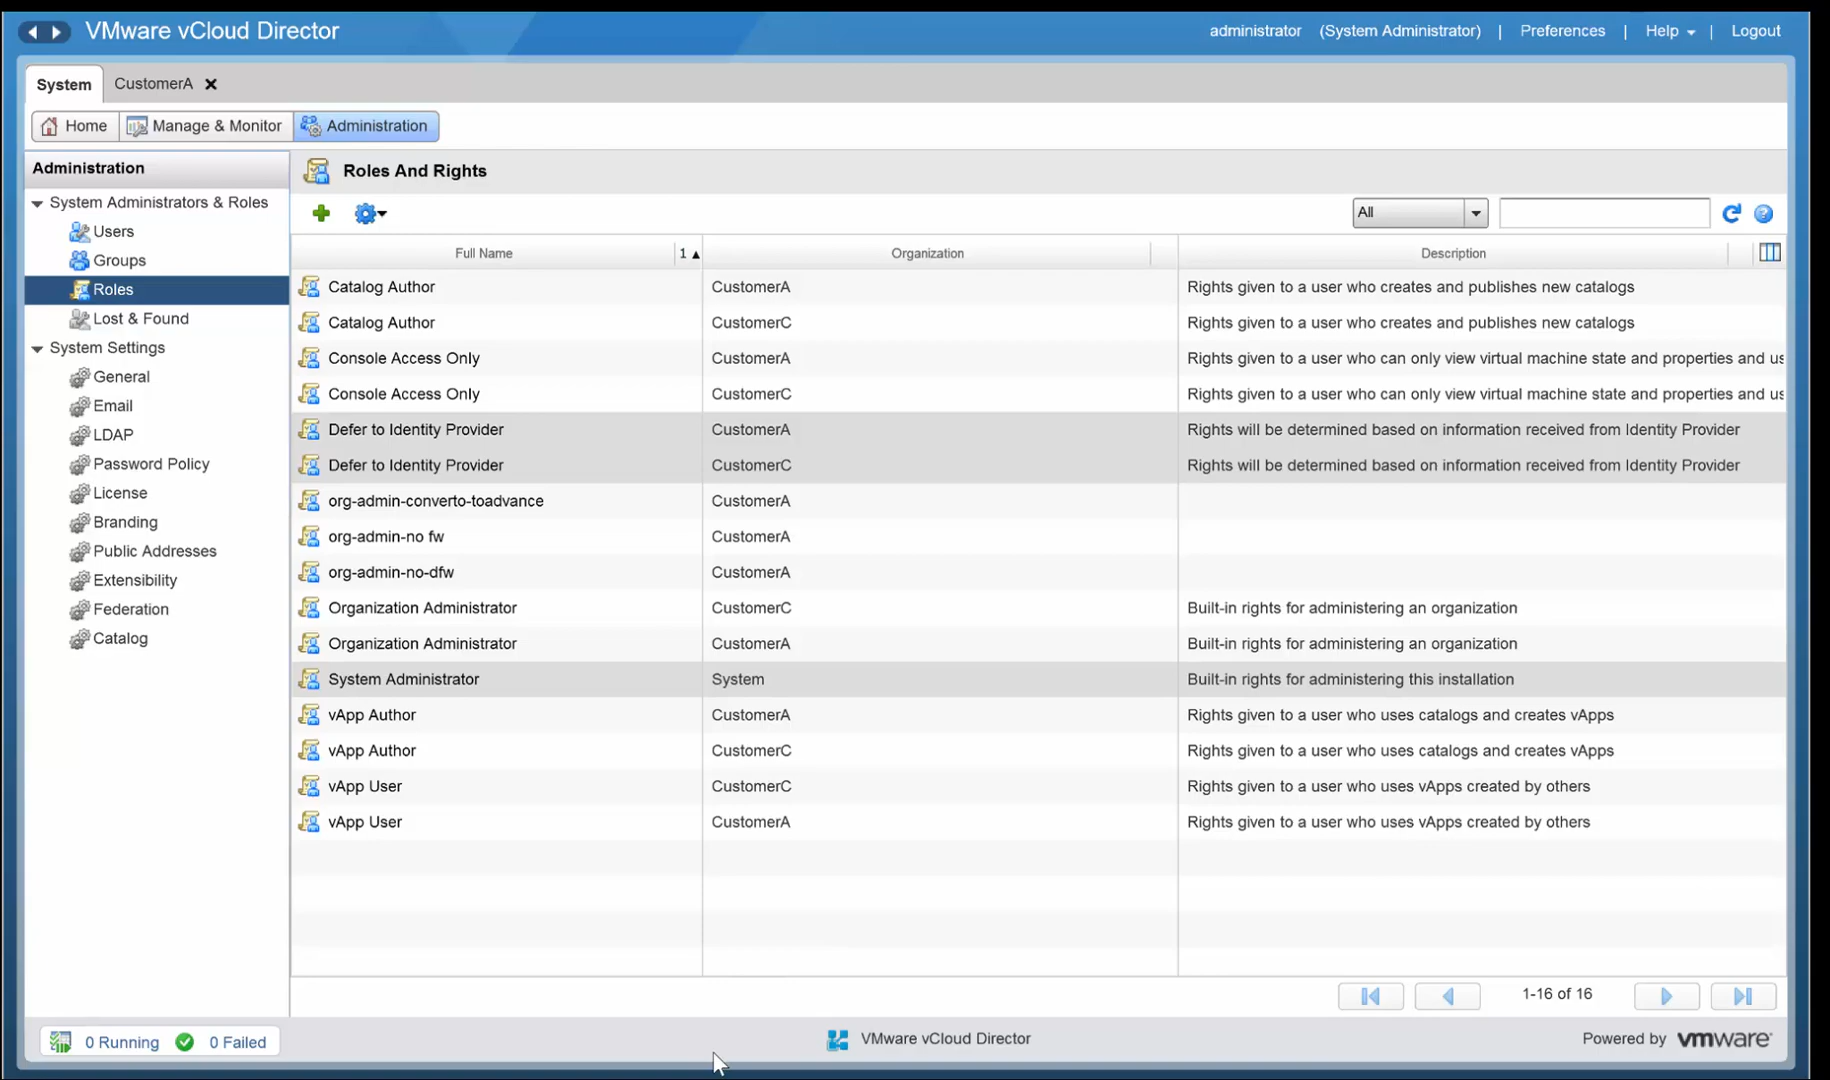 VMware vCloud Director
administrator (System Administrator) | Preferences | Help | Logout
System CustomerA
Home Manage & Monitor Administration
Administration
System Administrators & Roles
Users
Groups
Roles
Lost & Found
System Settings
General
Email
LDAP
Password Policy
License
Branding
Public Addresses
Extensibility
Federation
Catalog
Roles And Rights
All
Full Name 1 ▲ Organization Description
Catalog Author CustomerA Rights given to a user who creates and publishes new catalogs
Catalog Author CustomerC Rights given to a user who creates and publishes new catalogs
Console Access Only CustomerA Rights given to a user who can only view virtual machine state and properties and us
Console Access Only CustomerC Rights given to a user who can only view virtual machine state and properties and us
Defer to Identity Provider CustomerA Rights will be determined based on information received from Identity Provider
Defer to Identity Provider CustomerC Rights will be determined based on information received from Identity Provider
org-admin-converto-toadvance CustomerA
org-admin-no fw CustomerA
org-admin-no-dfw CustomerA
Organization Administrator CustomerC Built-in rights for administering an organization
Organization Administrator CustomerA Built-in rights for administering an organization
System Administrator System Built-in rights for administering this installation
vApp Author CustomerA Rights given to a user who uses catalogs and creates vApps
vApp Author CustomerC Rights given to a user who uses catalogs and creates vApps
vApp User CustomerC Rights given to a user who uses vApps created by others
vApp User CustomerA Rights given to a user who uses vApps created by others
1-16 of 16
0 Running 0 Failed
VMware vCloud Director
Powered by vmware